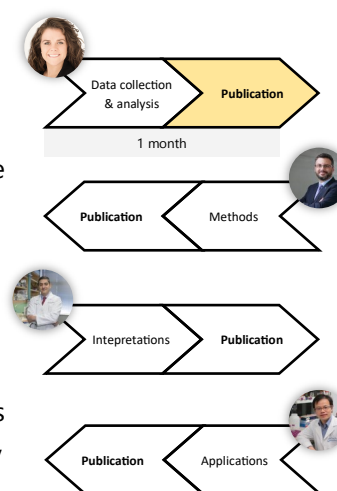 Data collection
& analysis
Publication
1 month
e
Publication
Methods
Intepretations
Publication
s
Publication
Applications